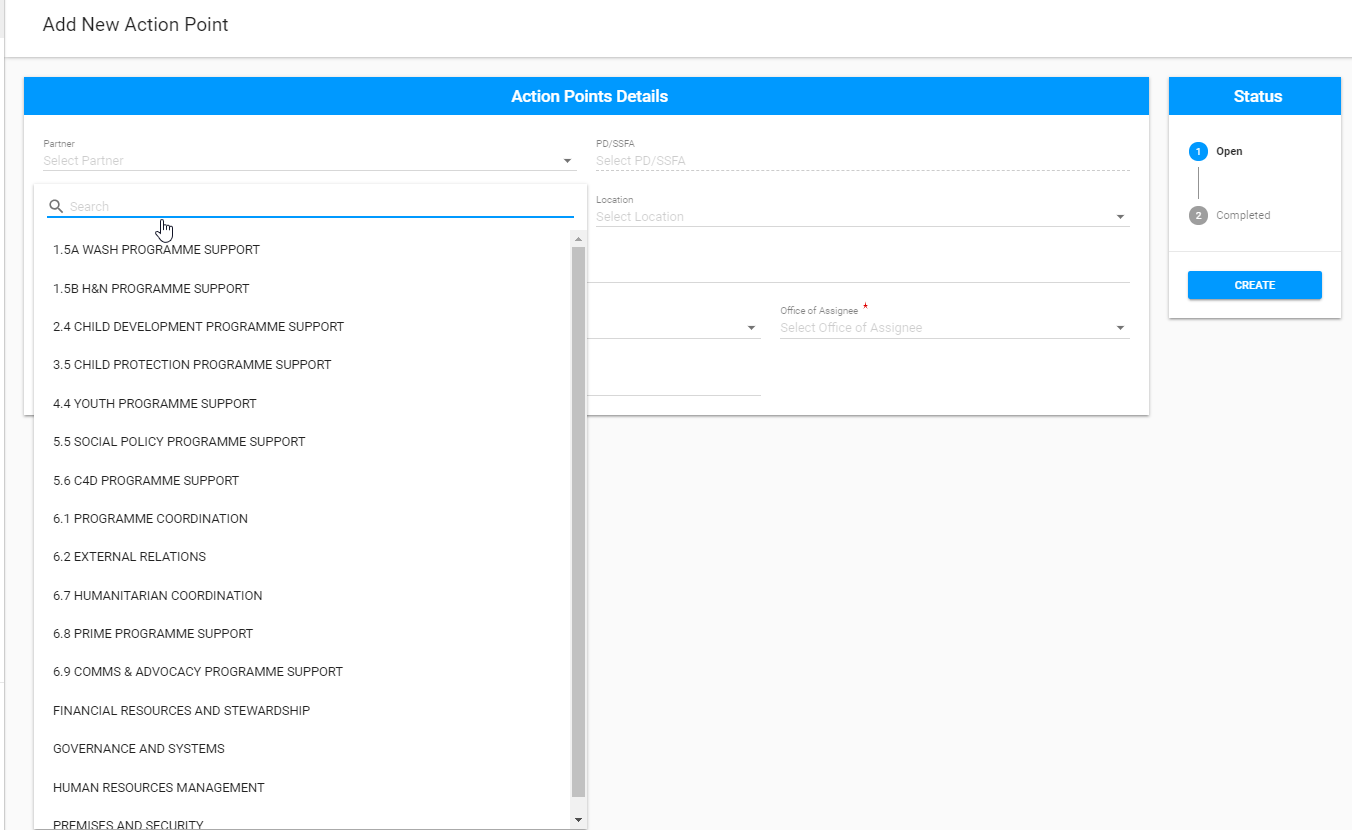 Add New Action Point
Action Points Details
Status
Partner
Select Partner
PD/SSFA
Select PD/SSFA
1 Open
Search
Location
Select Location
2 Completed
1.5A WASH PROGRAMME SUPPORT
1.5B H&N PROGRAMME SUPPORT
CREATE
2.4 CHILD DEVELOPMENT PROGRAMME SUPPORT
Office of Assignee *
Select Office of Assignee
3.5 CHILD PROTECTION PROGRAMME SUPPORT
4.4 YOUTH PROGRAMME SUPPORT
5.5 SOCIAL POLICY PROGRAMME SUPPORT
5.6 C4D PROGRAMME SUPPORT
6.1 PROGRAMME COORDINATION
6.2 EXTERNAL RELATIONS
6.7 HUMANITARIAN COORDINATION
6.8 PRIME PROGRAMME SUPPORT
6.9 COMMS & ADVOCACY PROGRAMME SUPPORT
FINANCIAL RESOURCES AND STEWARDSHIP
GOVERNANCE AND SYSTEMS
HUMAN RESOURCES MANAGEMENT
PREMISES AND SECURITY